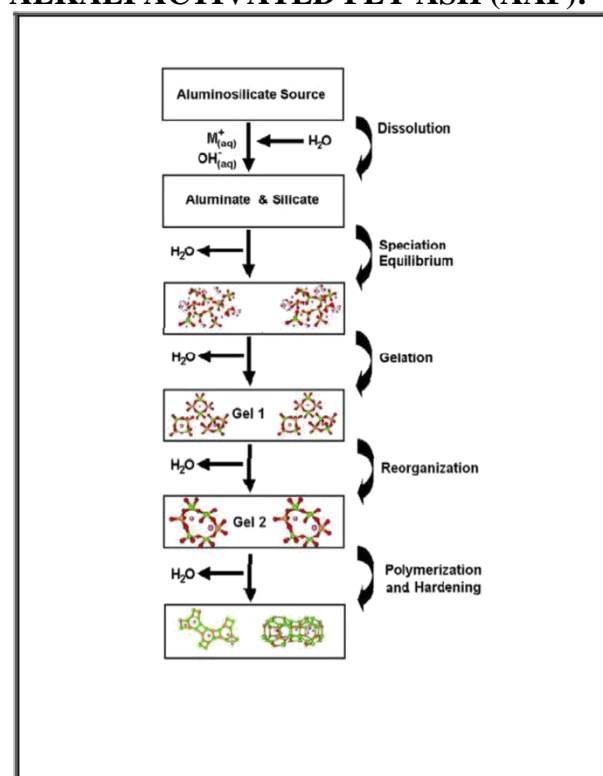 ALKALI ACTIVATED FLY ASH (AAF):
Aluminosilicate Source
Dissolution
M+(aq)
H2O
OH-(aq)
Aluminate & Silicate
Speciation
Equilibrium
H2O
H2O
Gelation
Gel 1
H2O
Reorganization
Gel 2
H2O
Polymerization
and Hardening